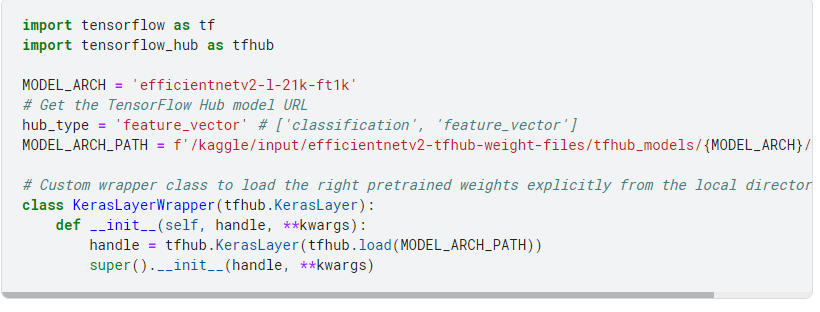 import tensorflow as tf
import tensorflow_hub as tfhub
MODEL_ARCH = 'efficientnetv2-l-21k-ft1k'
# Get the TensorFlow Hub model URL
hub_type = 'feature_vector' # ['classification', 'feature_vector']
MODEL_ARCH_PATH = f'/kaggle/input/efficientnetv2-tfhub-weight-files/tfhub_models/{MODEL_ARCH}/
# Custom wrapper class to load the right pretrained weights explicitly from the local director
class KerasLayerWrapper(tfhub.KerasLayer):
    def __init__(self, handle, **kwargs):
        handle = tfhub.KerasLayer(tfhub.load(MODEL_ARCH_PATH))
        super().__init__(handle, **kwargs)